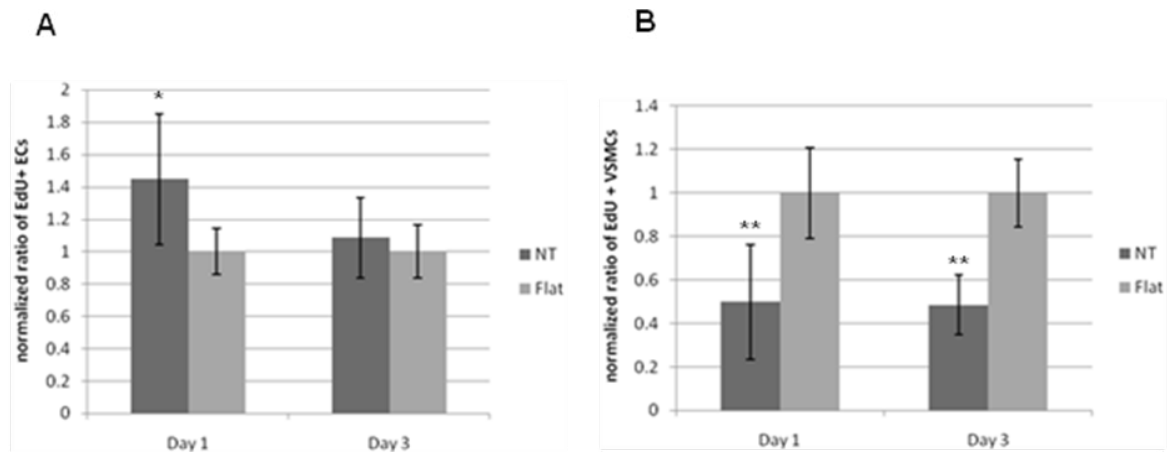 A
normalized ratio of EdU+ ECs
2
1.8
1.6
1.4
1.2
1
0.8
0.6
0.4
0.2
0
*
Day 1
Day 3
NT
Flat
B
normalized ratio of EdU + VSMCs
1.4
1.2
1
0.8
0.6
0.4
0.2
0
**
**
Day 1
Day 3
NT
Flat